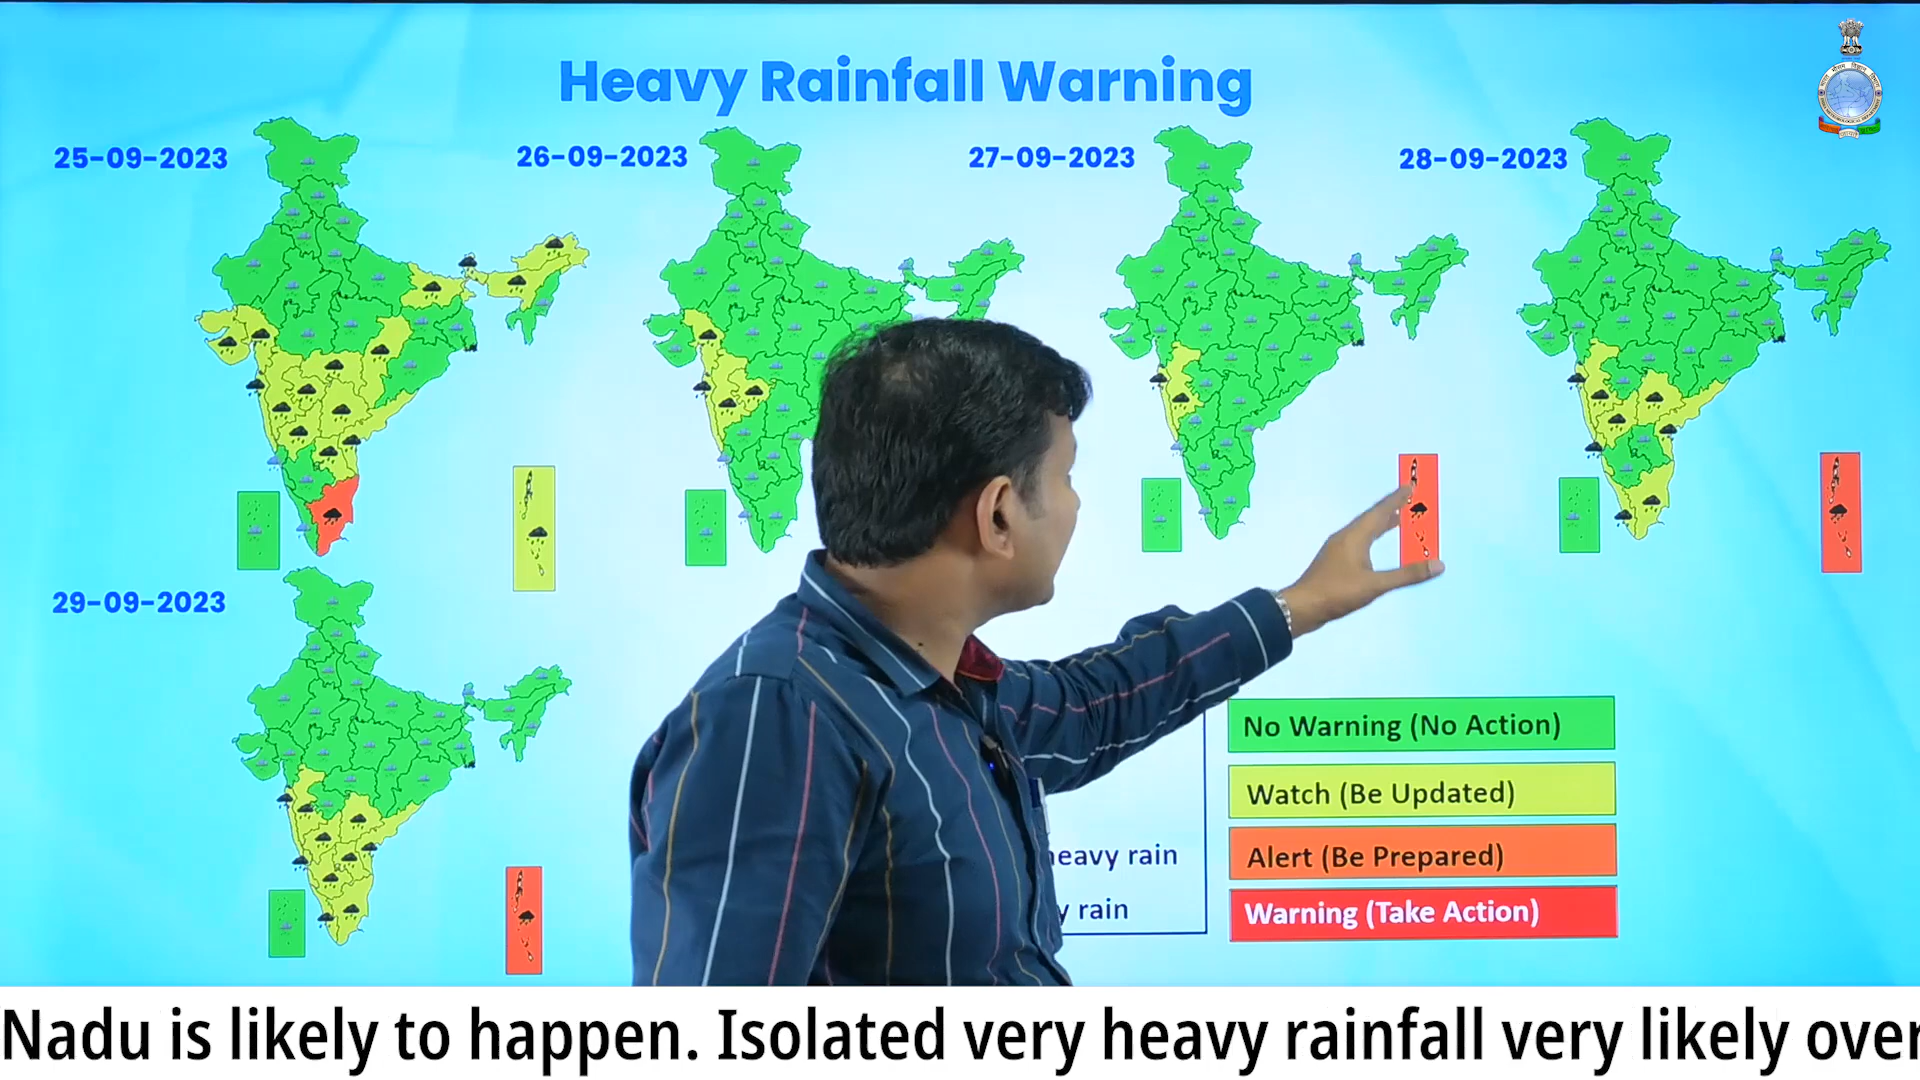 Heavy Rainfall Warning
25-09-2023
26-09-2023
27-09-2023
28-09-2023
29-09-2023
No Warning (No Action)
Watch (Be Updated)
Alert (Be Prepared)
Warning (Take Action)
heavy rain
rain
Nadu is likely to happen. Isolated very heavy rainfall very likely over